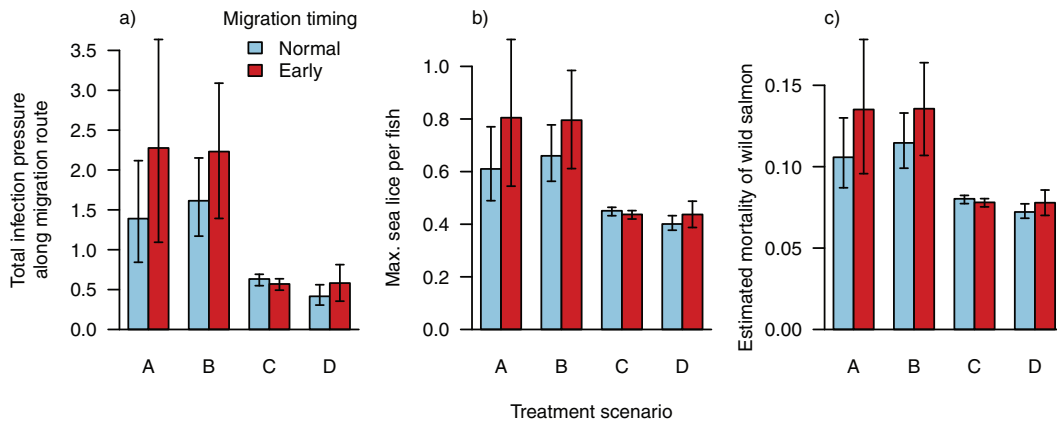 a)
Migration timing
Normal
Early
Total infection pressure
along migration route
3.5
3.0
2.5
2.0
1.5
1.0
0.5
0.0
A B C D
b)
Max. sea lice per fish
1.0
0.8
0.6
0.4
0.2
0.0
A B C D
Treatment scenario
c)
Estimated mortality of wild salmon
0.15
0.10
0.05
0.00
A B C D